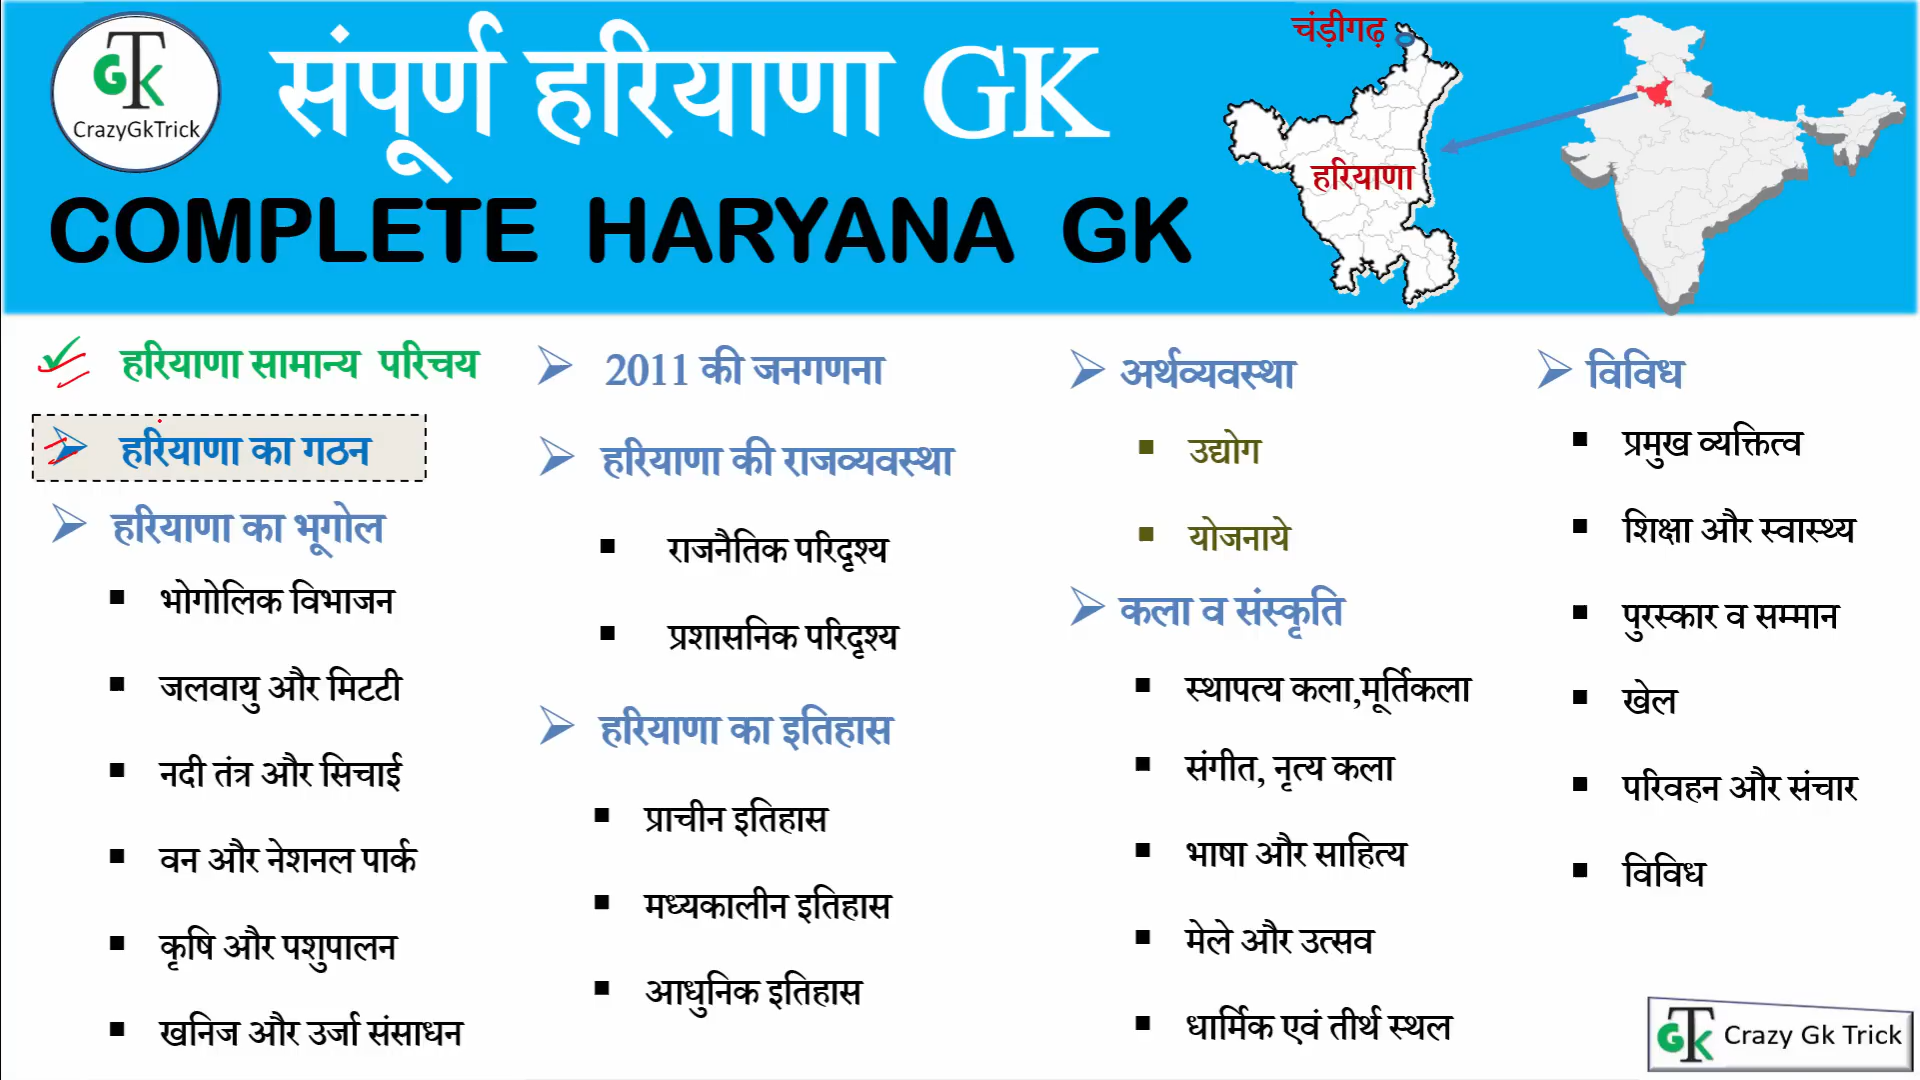 GTK
CrazyGkTrick
संपूर्ण हरियाणा GK
COMPLETE HARYANA GK
चंड़ीगढ़
हरियाणा
हरियाणा सामान्य परिचय
हरियाणा का गठन
हरियाणा का भूगोल
भोगोलिक विभाजन
जलवायु और मिटटी
नदी तंत्र और सिचाई
वन और नेशनल पार्क
कृषि और पशुपालन
खनिज और उर्जा संसाधन
2011 की जनगणना
हरियाणा की राजव्यवस्था
राजनैतिक परिदृश्य
प्रशासनिक परिदृश्य
हरियाणा का इतिहास
प्राचीन इतिहास
मध्यकालीन इतिहास
आधुनिक इतिहास
अर्थव्यवस्था
उद्योग
योजनाये
कला व संस्कृति
स्थापत्य कला,मूर्तिकला
संगीत, नृत्य कला
भाषा और साहित्य
मेले और उत्सव
धार्मिक एवं तीर्थ स्थल
विविध
प्रमुख व्यक्तित्व
शिक्षा और स्वास्थ्य
पुरस्कार व सम्मान
खेल
परिवहन और संचार
विविध
GTK Crazy Gk Trick